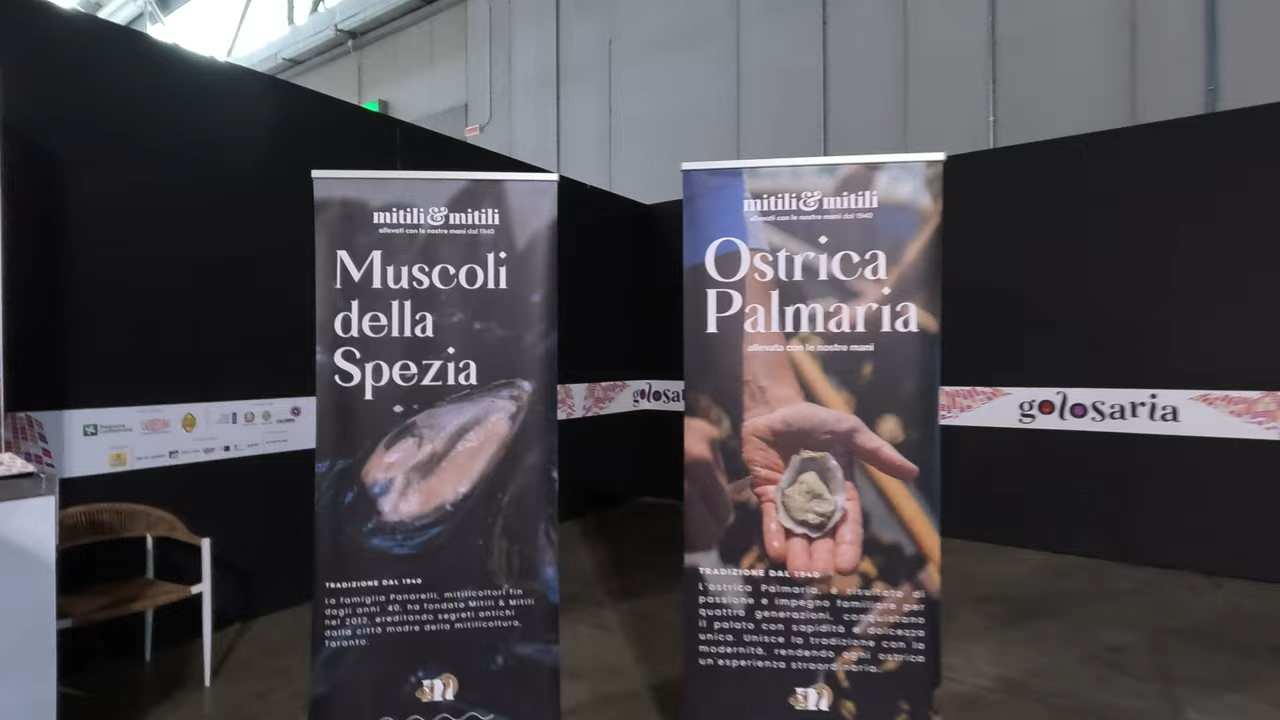 mitili&mitili
allevati con le nostre mani dal 1940
Muscoli
della
Spezia
TRADIZIONE DAL 1940
La famiglia Panarelli, mitilicoltori fin
dagli anni '40, ha fondato Mitili & Mitili
nel 2012, ereditando segreti antichi
dalla città madre della mitilicoltura,
Taranto.
mitili&mitili
allevati con le nostre mani dal 1940
Ostrica
Palmaria
allevata con le nostre mani
TRADIZIONE DAL 1940
L'ostrica Palmaria, è risultato di
passione e impegno familiare per
quattro generazioni, conquistano
il palato con sapidità e dolcezza
unica. Unisce la tradizione con la
modernità, rendendo ogni ostrica
un'esperienza straordinaria.
golosar
golosaria